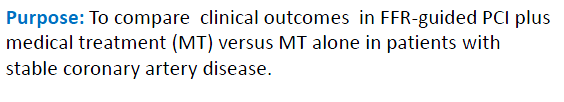 Purpose: To compare clinical outcomes in FFR-guided PCI plus
medical treatment (MT) versus MT alone in patients with
stable coronary artery disease.